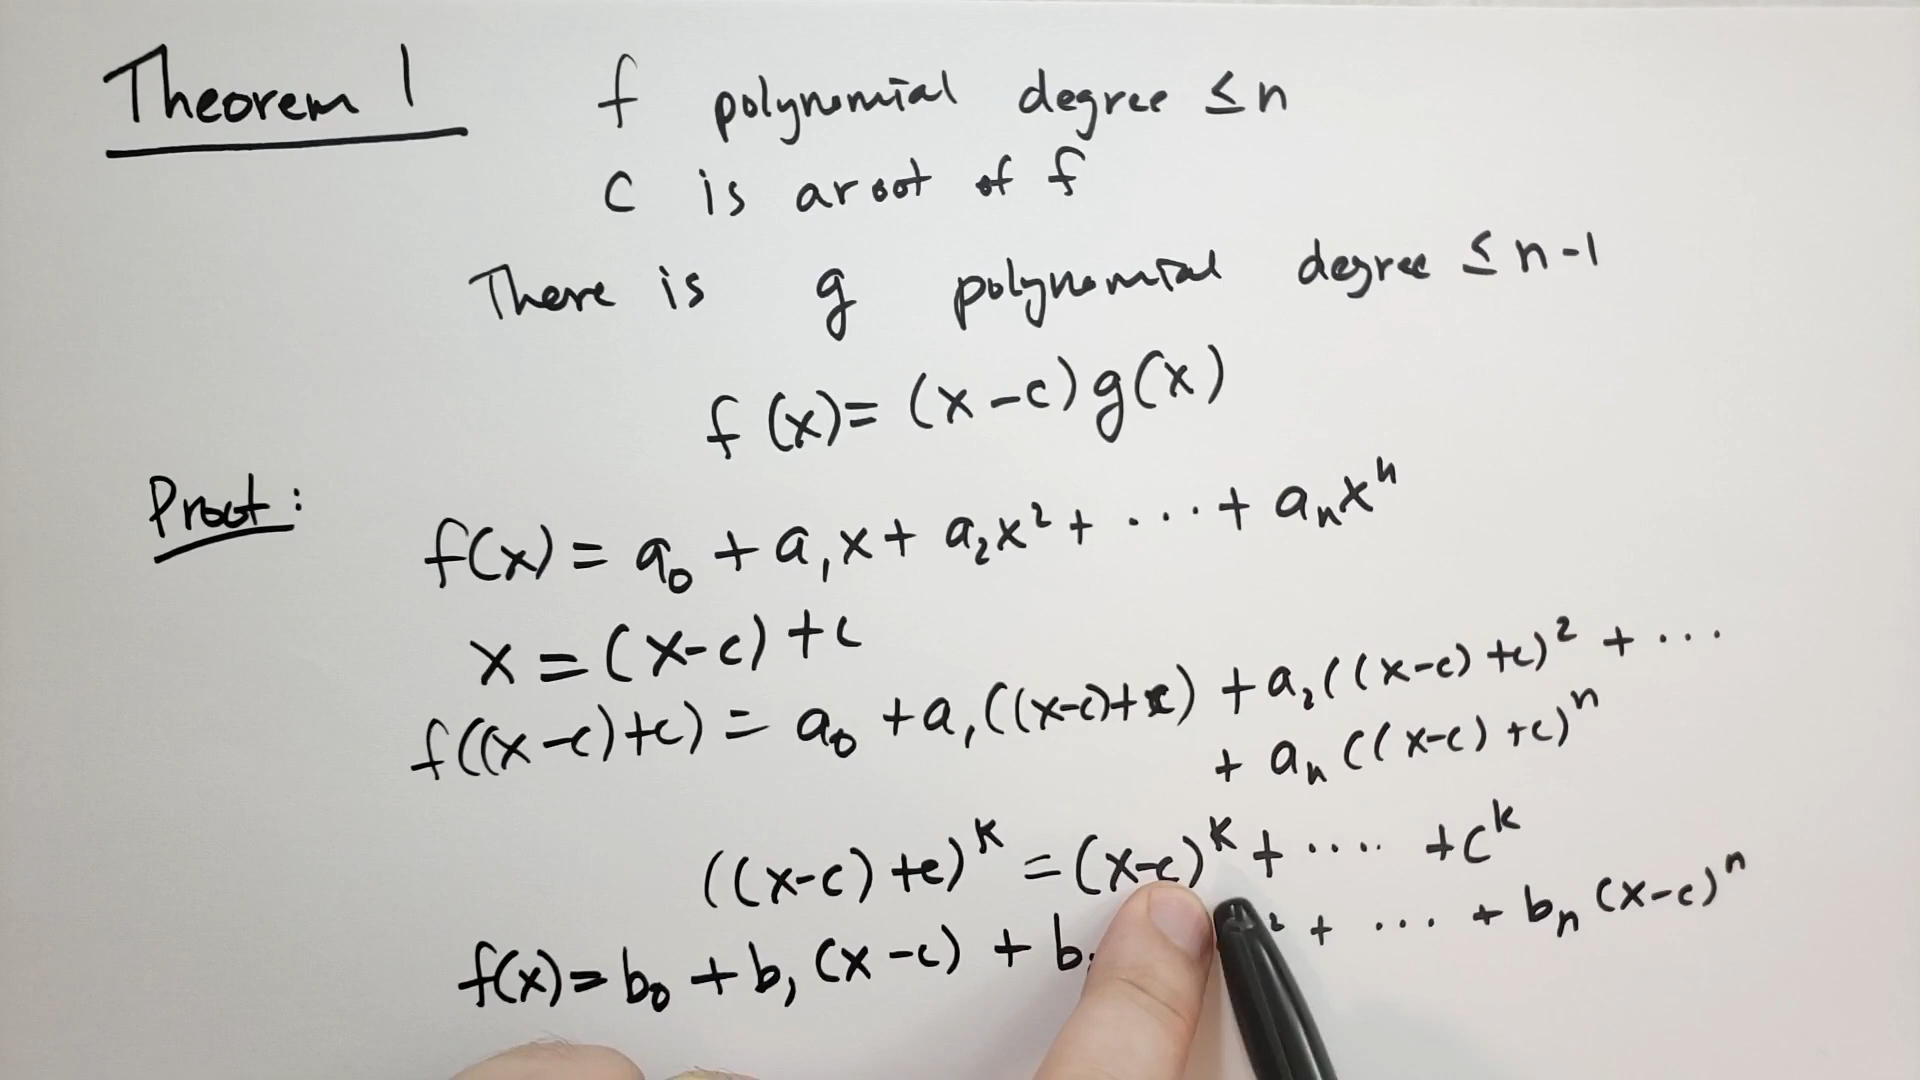 Theorem 1 f polynomial degree ≤ n
c is a root of f
There is g polynomial degree ≤ n-1
f(x) = (x-c) g(x)
Proof:
f(x) = a₀ + a₁x + a₂x² + ... + aₙxⁿ
x = (x-c) + c
f((x-c)+c) = a₀ + a₁((x-c)+c) + a₂((x-c)+c)² + ...
+ aₙ((x-c)+c)ⁿ
((x-c)+c)ᵏ = (x-c)ᵏ + .... + cᵏ
f(x) = b₀ + b₁(x-c) + b ² + ... + bₙ(x-c)ⁿ